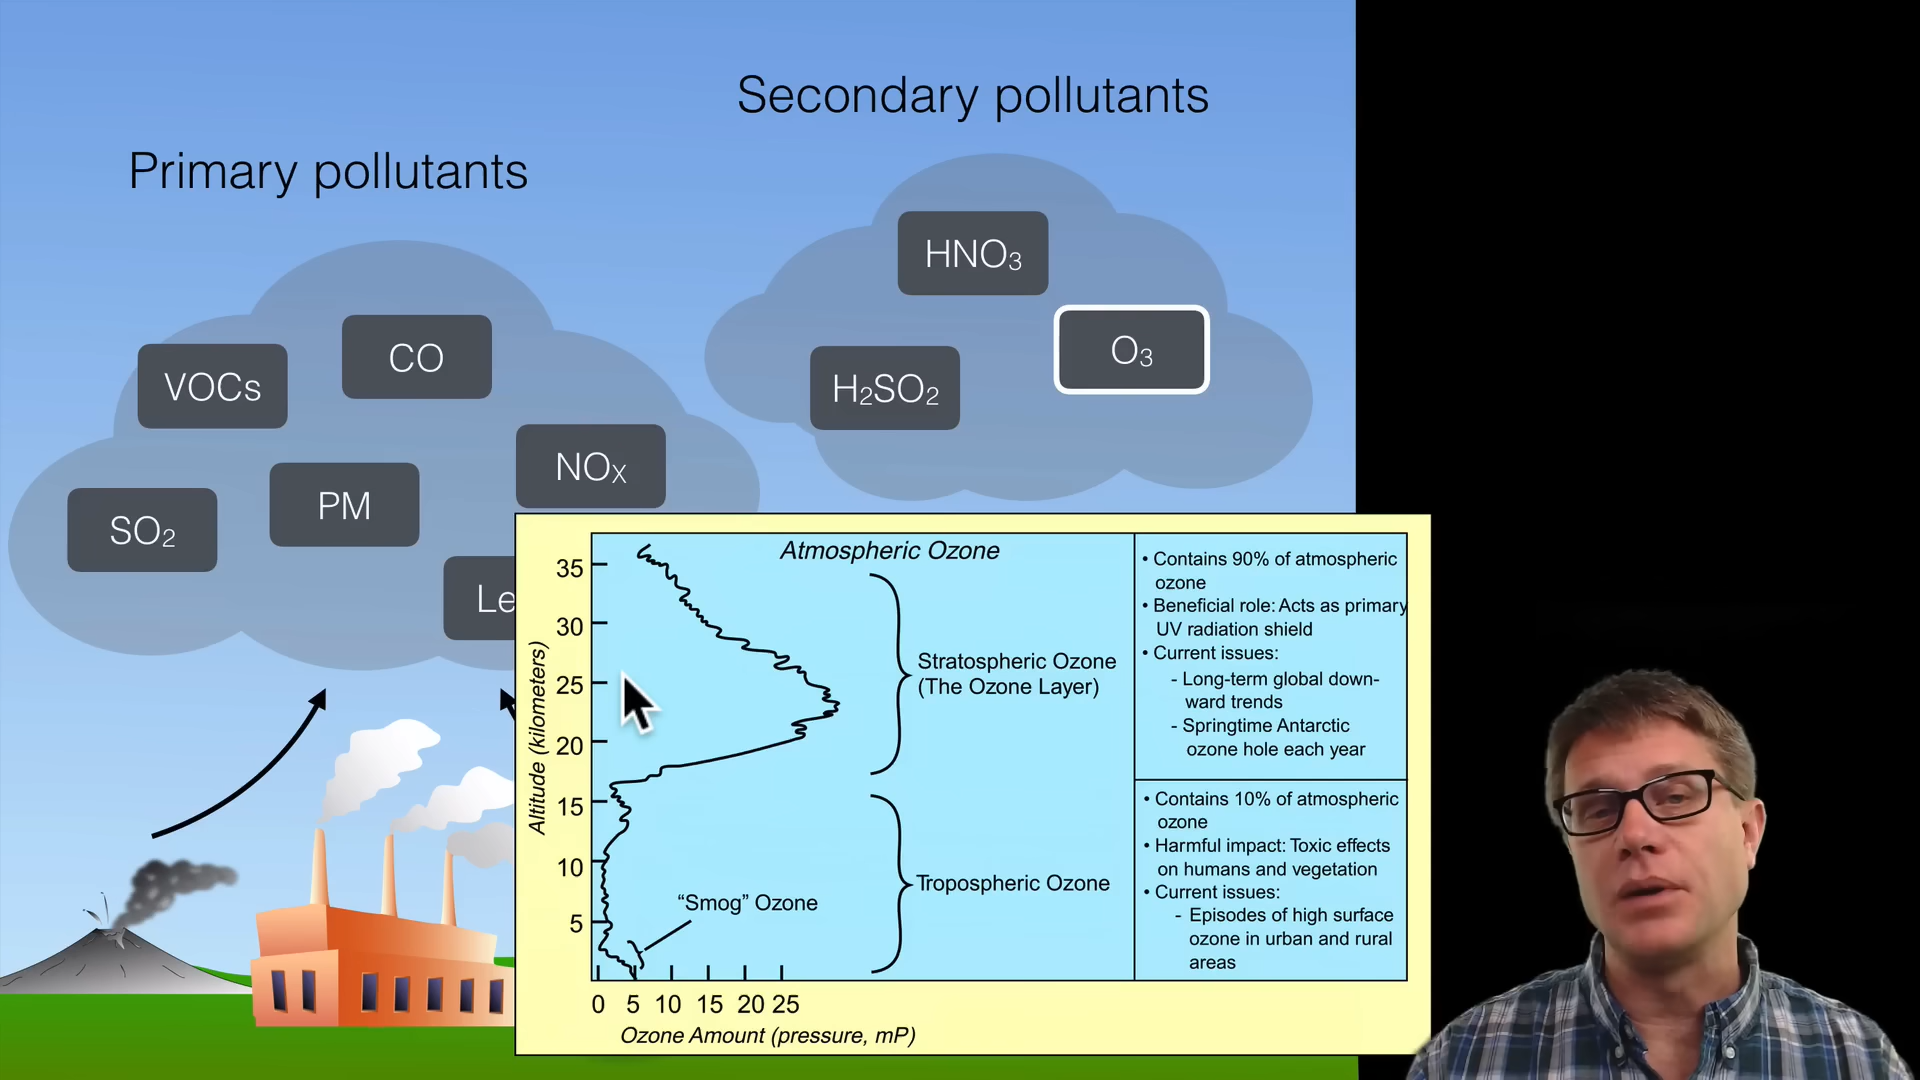 Secondary pollutants
Primary pollutants
HNO₃
O₃
H₂SO₂
CO
VOCs
NOₓ
PM
SO₂
Le
Atmospheric Ozone
35
30
25
20
15
10
5
Altitude (kilometers)
Stratospheric Ozone
(The Ozone Layer)
Tropospheric Ozone
“Smog” Ozone
0 5 10 15 20 25
Ozone Amount (pressure, mP)
• Contains 90% of atmospheric
ozone
• Beneficial role: Acts as primary
UV radiation shield
• Current issues:
- Long-term global down-
ward trends
- Springtime Antarctic
ozone hole each year
• Contains 10% of atmospheric
ozone
• Harmful impact: Toxic effects
on humans and vegetation
• Current issues:
- Episodes of high surface
ozone in urban and rural
areas